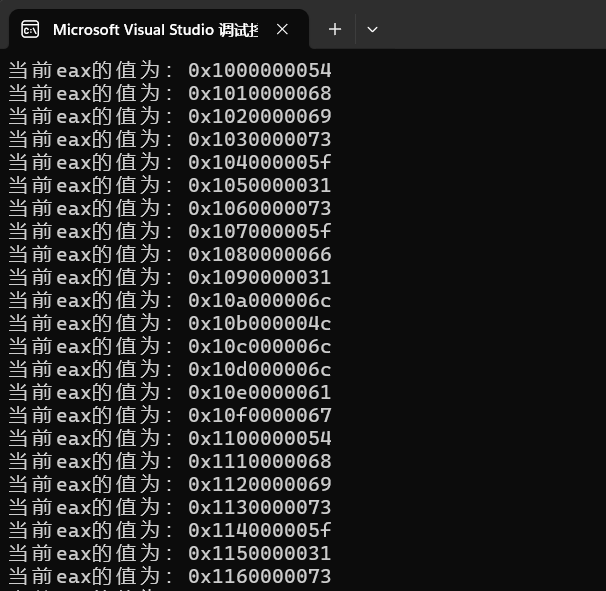 Microsoft Visual Studio 调试
当前eax的值为: 0x1000000054
当前eax的值为: 0x1010000068
当前eax的值为: 0x1020000069
当前eax的值为: 0x1030000073
当前eax的值为: 0x104000005f
当前eax的值为: 0x1050000031
当前eax的值为: 0x1060000073
当前eax的值为: 0x107000005f
当前eax的值为: 0x1080000066
当前eax的值为: 0x1090000031
当前eax的值为: 0x10a000006c
当前eax的值为: 0x10b000004c
当前eax的值为: 0x10c000006c
当前eax的值为: 0x10d000006c
当前eax的值为: 0x10e0000061
当前eax的值为: 0x10f0000067
当前eax的值为: 0x1100000054
当前eax的值为: 0x1110000068
当前eax的值为: 0x1120000069
当前eax的值为: 0x1130000073
当前eax的值为: 0x114000005f
当前eax的值为: 0x1150000031
当前eax的值为: 0x1160000073